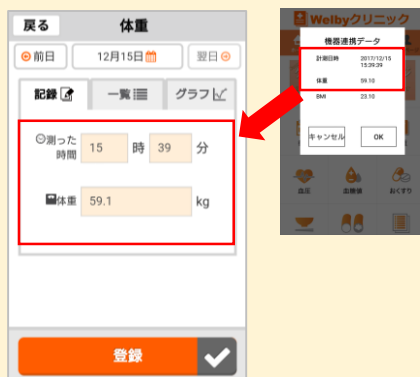 戻る
体重
前日
12月15日
翌日
記録
一覧
グラフ
測った
時間
15
時
39
分
体重
59.1
kg
登録
Welbyクリニック
機器連携データ
計測日時
2017/12/15
15:39:39
体重
59.10
BMI
23.10
キャンセル
OK
血圧
血糖値
おくすり